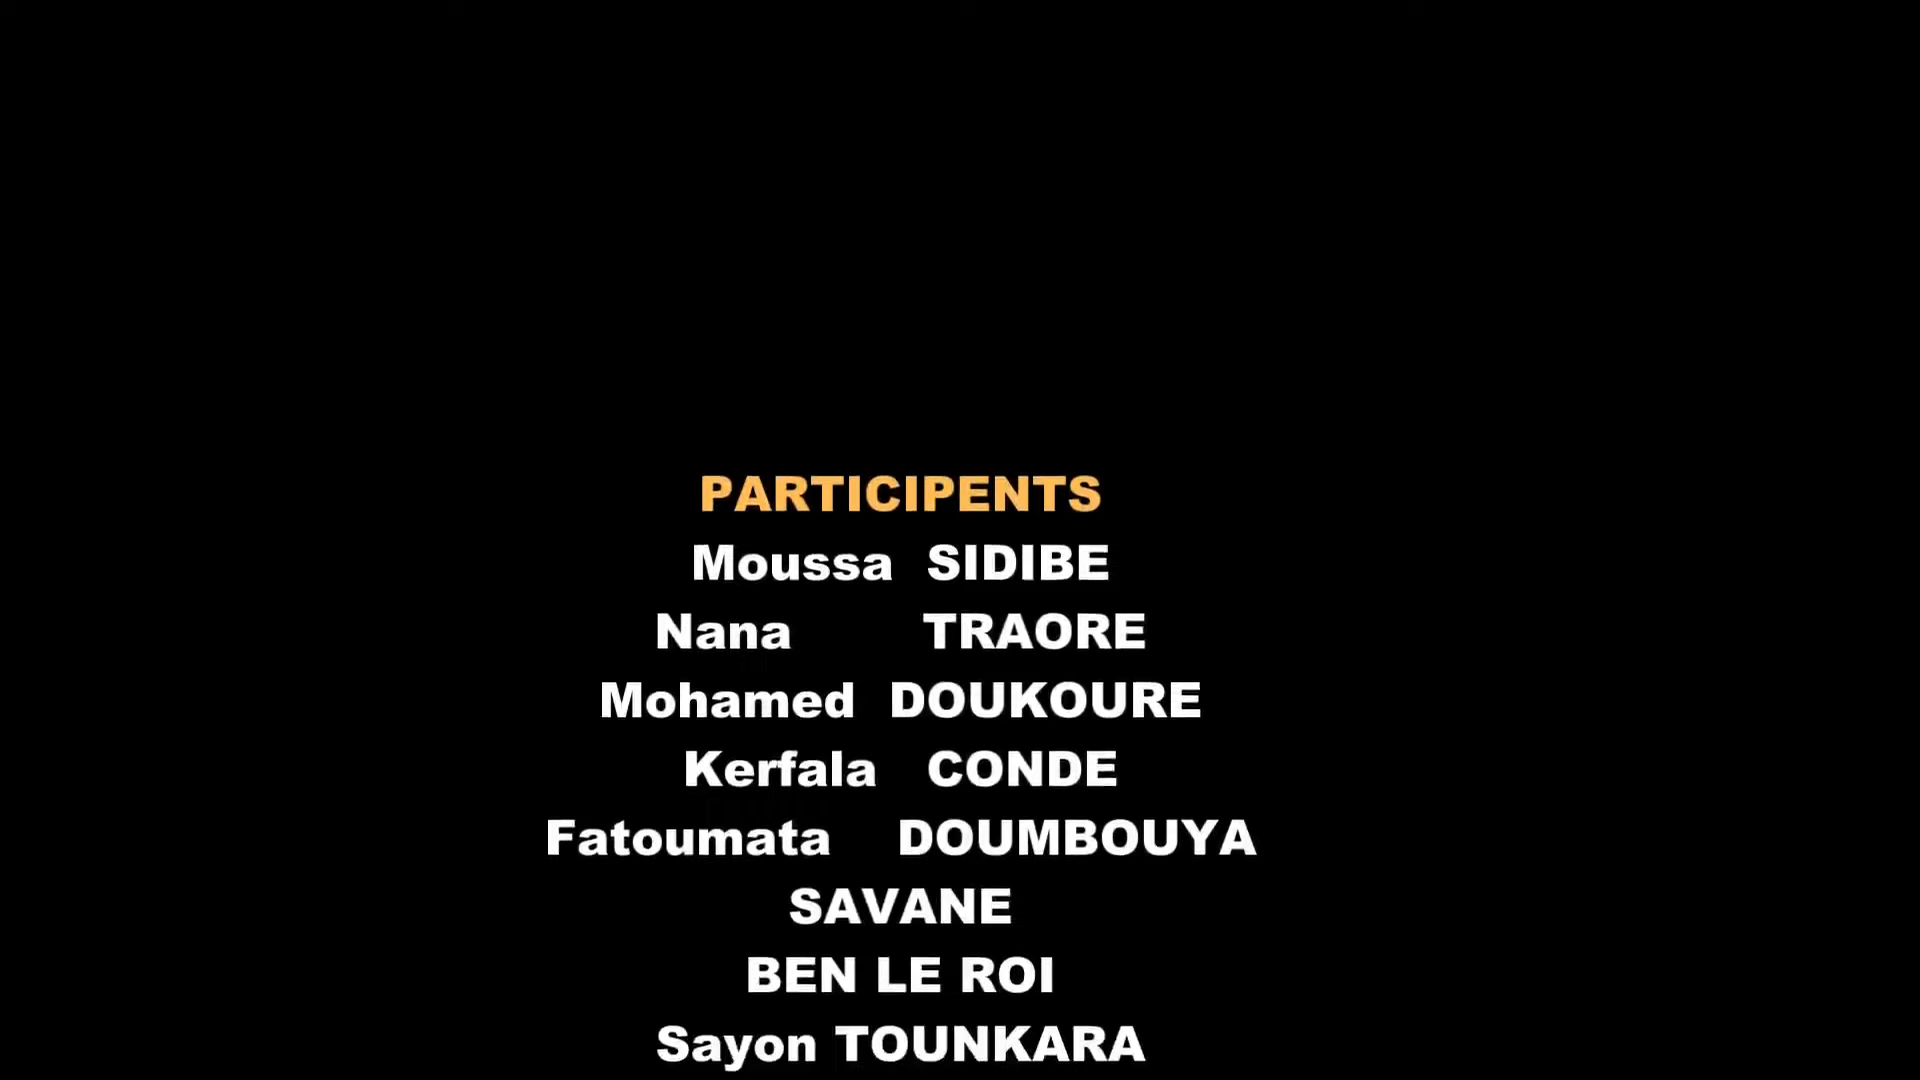 PARTICIPENTS
Moussa SIDIBE
Nana TRAORE
Mohamed DOUKOURE
Kerfala CONDE
Fatoumata DOUMBOUYA
SAVANE
BEN LE ROI
Sayon TOUNKARA